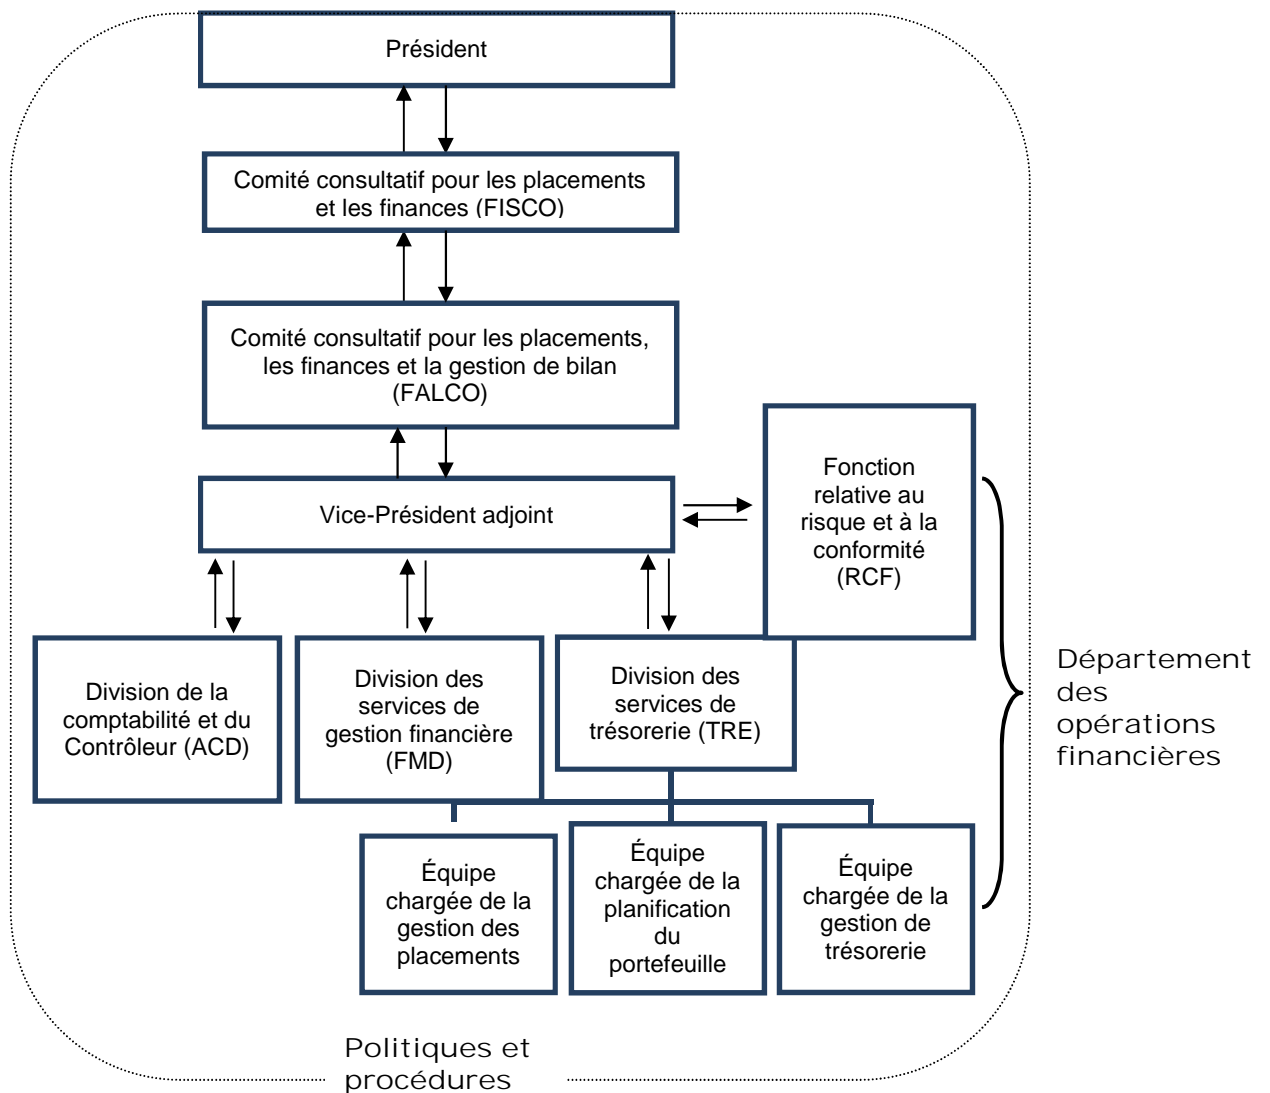 Président
Comité consultatif pour les placements
et les finances (FISCO)
Comité consultatif pour les placements,
les finances et la gestion de bilan
(FALCO)
Vice-Président adjoint
Fonction
relative au
risque et à la
conformité
(RCF)
Division de la
comptabilité et du
Contrôleur (ACD)
Division des
services de
gestion financière
(FMD)
Division des
services de
trésorerie (TRE)
Département
des
opérations
financières
Équipe
chargée de la
gestion des
placements
Équipe
chargée de la
planification
du
portefeuille
Équipe
chargée de la
gestion de
trésorerie
Politiques et
procédures